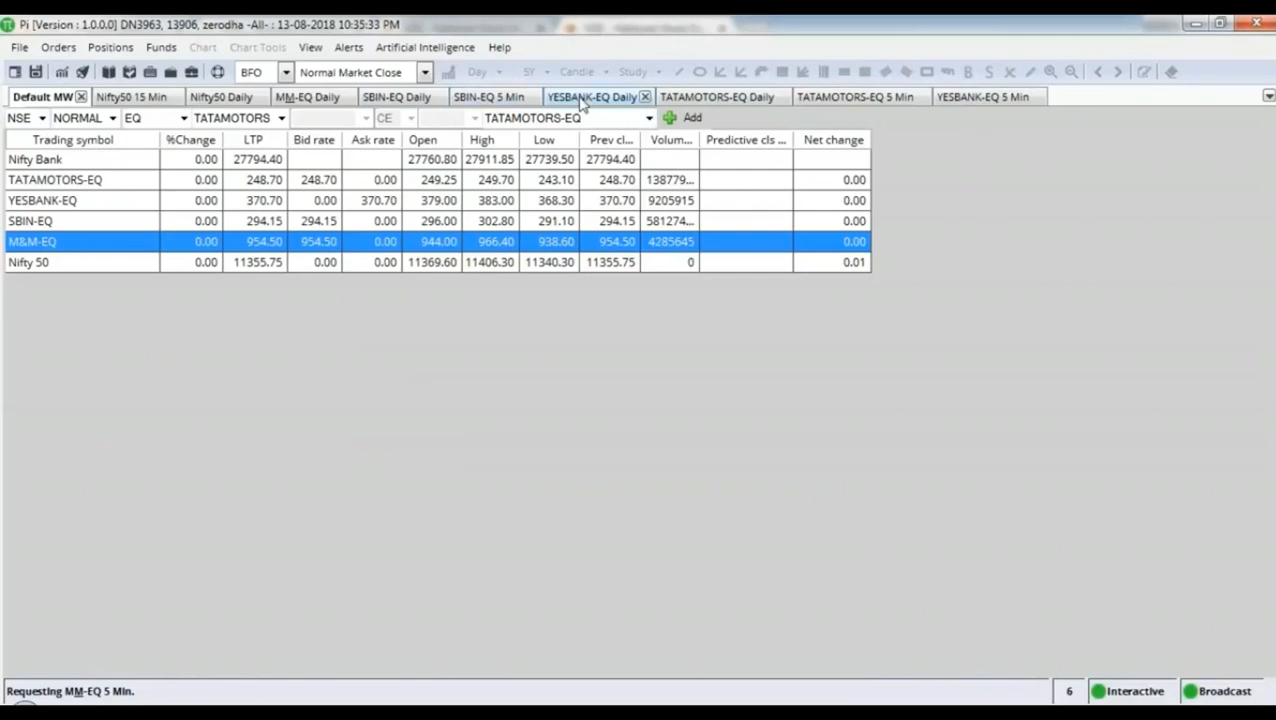 Pi [Version : 1.0.0.0] DN3963, 13906, zerodha -All- : 13-08-2018 10:35:33 PM
File Orders Positions Funds Chart Chart Tools View Alerts Artificial Intelligence Help
BFO Normal Market Close Day 5Y Candle Study
Default MW Nifty50 15 Min Nifty50 Daily MM-EQ Daily SBIN-EQ Daily SBIN-EQ 5 Min YESBANK-EQ Daily TATAMOTORS-EQ Daily TATAMOTORS-EQ 5 Min YESBANK-EQ 5 Min
NSE NORMAL EQ TATAMOTORS CE TATAMOTORS-EQ Add
Trading symbol %Change LTP Bid rate Ask rate Open High Low Prev cl... Volum... Predictive cls ... Net change
Nifty Bank 0.00 27794.40 27760.80 27911.85 27739.50 27794.40
TATAMOTORS-EQ 0.00 248.70 248.70 0.00 249.25 249.70 243.10 248.70 138779... 0.00
YESBANK-EQ 0.00 370.70 0.00 370.70 379.00 383.00 368.30 370.70 9205915 0.00
SBIN-EQ 0.00 294.15 294.15 0.00 296.00 302.80 291.10 294.15 581274... 0.00
M&M-EQ 0.00 954.50 954.50 0.00 944.00 966.40 938.60 954.50 4285645 0.00
Nifty 50 0.00 11355.75 0.00 0.00 11369.60 11406.30 11340.30 11355.75 0 0.01
Requesting MM-EQ 5 Min. 6 Interactive Broadcast